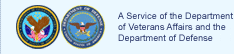 A Service of the Department
of Veterans Affairs and the
Department of Defense